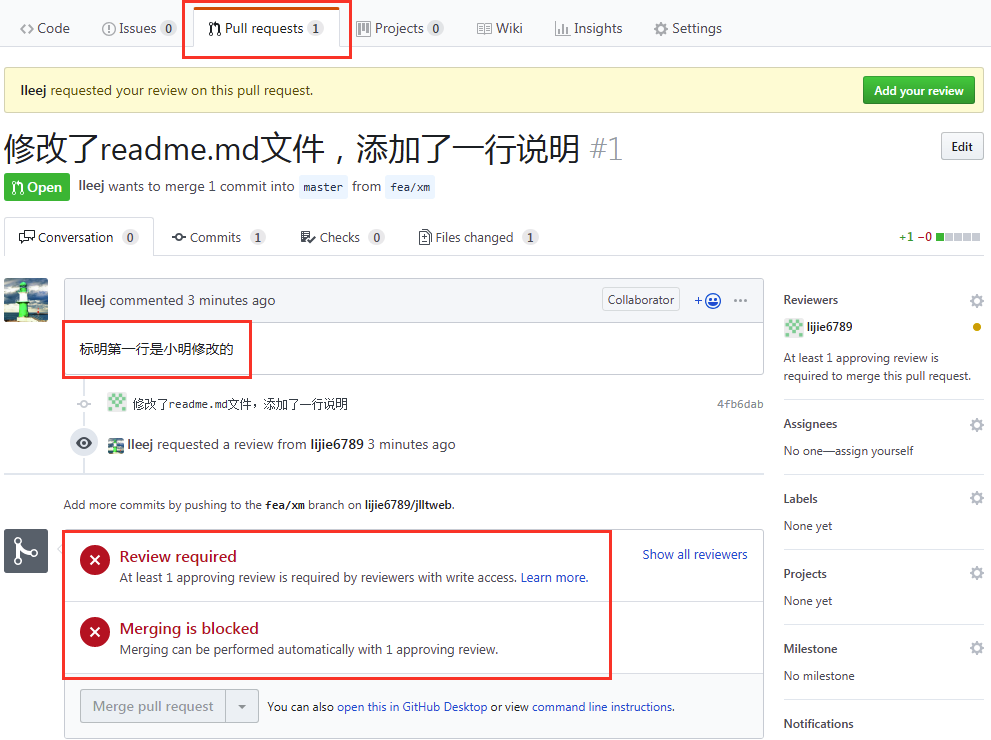 Code Issues 0 Pull requests 1 Projects 0 Wiki Insights Settings
lleej requested your review on this pull request. Add your review
修改了readme.md文件，添加了一行说明 #1 Edit
Open lleej wants to merge 1 commit into master from fea/xm
Conversation 0 Commits 1 Checks 0 Files changed 1 +1 −0
lleej commented 3 minutes ago Collaborator +
标明第一行是小明修改的
修改了readme.md文件，添加了一行说明 4fb6dab
lleej requested a review from lijie6789 3 minutes ago
Add more commits by pushing to the fea/xm branch on lijie6789/jlltweb.
Review required Show all reviewers
At least 1 approving review is required by reviewers with write access. Learn more.
Merging is blocked
Merging can be performed automatically with 1 approving review.
Merge pull request You can also open this in GitHub Desktop or view command line instructions.
Reviewers
lijie6789
At least 1 approving review is
required to merge this pull request.
Assignees
No one—assign yourself
Labels
None yet
Projects
None yet
Milestone
No milestone
Notifications